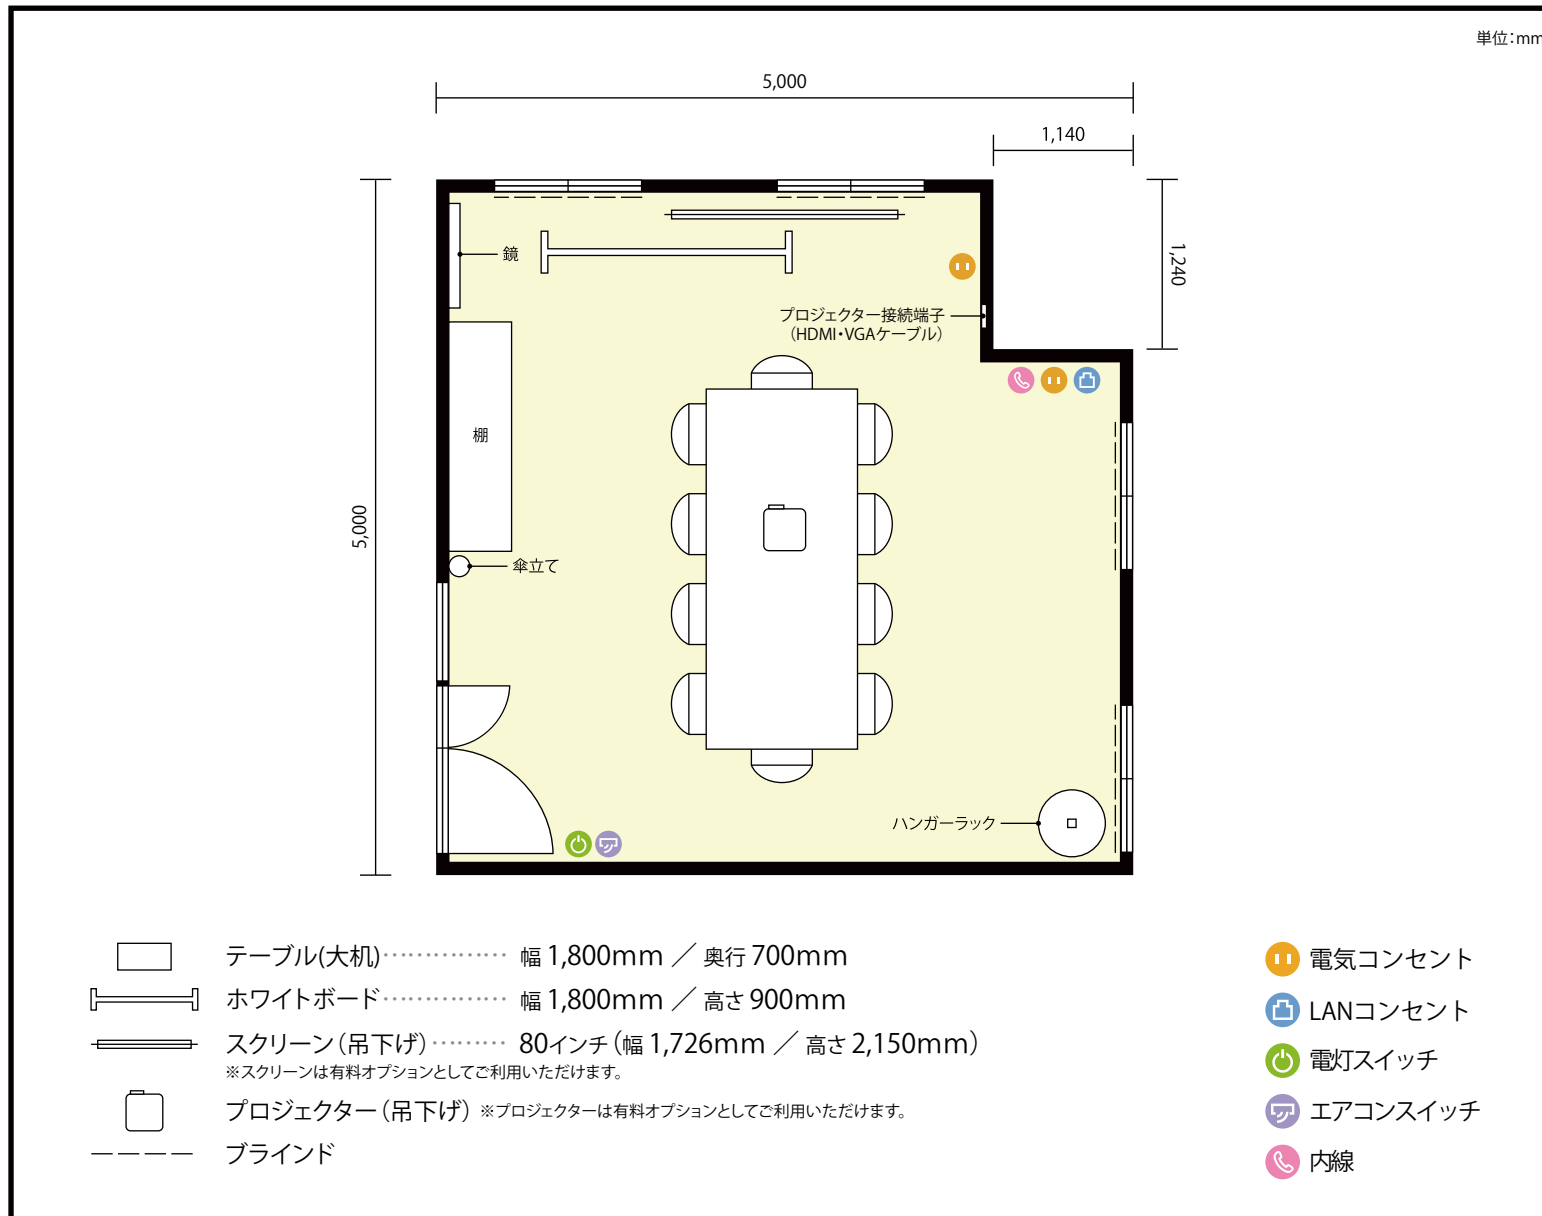 単位：mm
5,000
1,140
1,240
鏡
プロジェクター接続端子
（HDMI・VGAケーブル）
棚
5,000
傘立て
ハンガーラック
テーブル(大机)…………… 幅 1,800mm ／ 奥行 700mm
ホワイトボード…………… 幅 1,800mm ／ 高さ 900mm
スクリーン（吊下げ）……… 80インチ（幅 1,726mm ／ 高さ 2,150mm）
※スクリーンは有料オプションとしてご利用いただけます。
プロジェクター（吊下げ） ※プロジェクターは有料オプションとしてご利用いただけます。
ブラインド
電気コンセント
LANコンセント
電灯スイッチ
エアコンスイッチ
内線